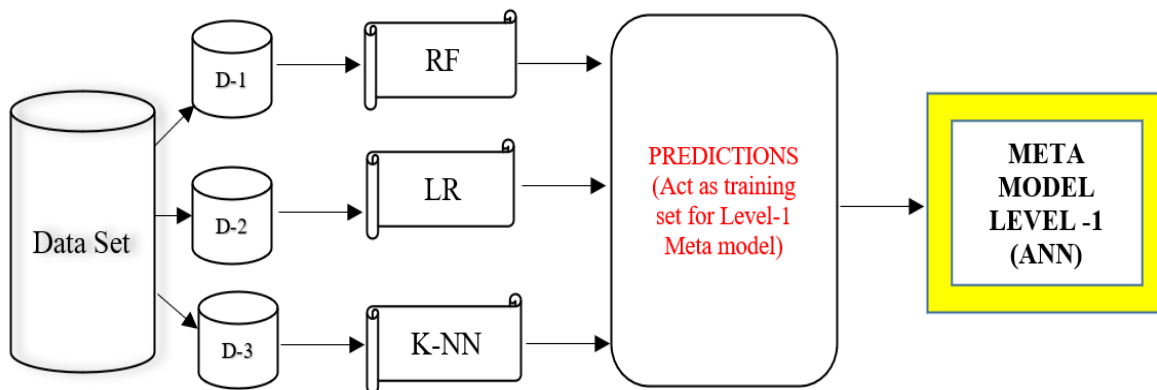 Data Set
D-1
D-2
D-3
RF
LR
K-NN
PREDICTIONS
(Act as training
set for Level-1
Meta model)
META
MODEL
LEVEL -1
(ANN)